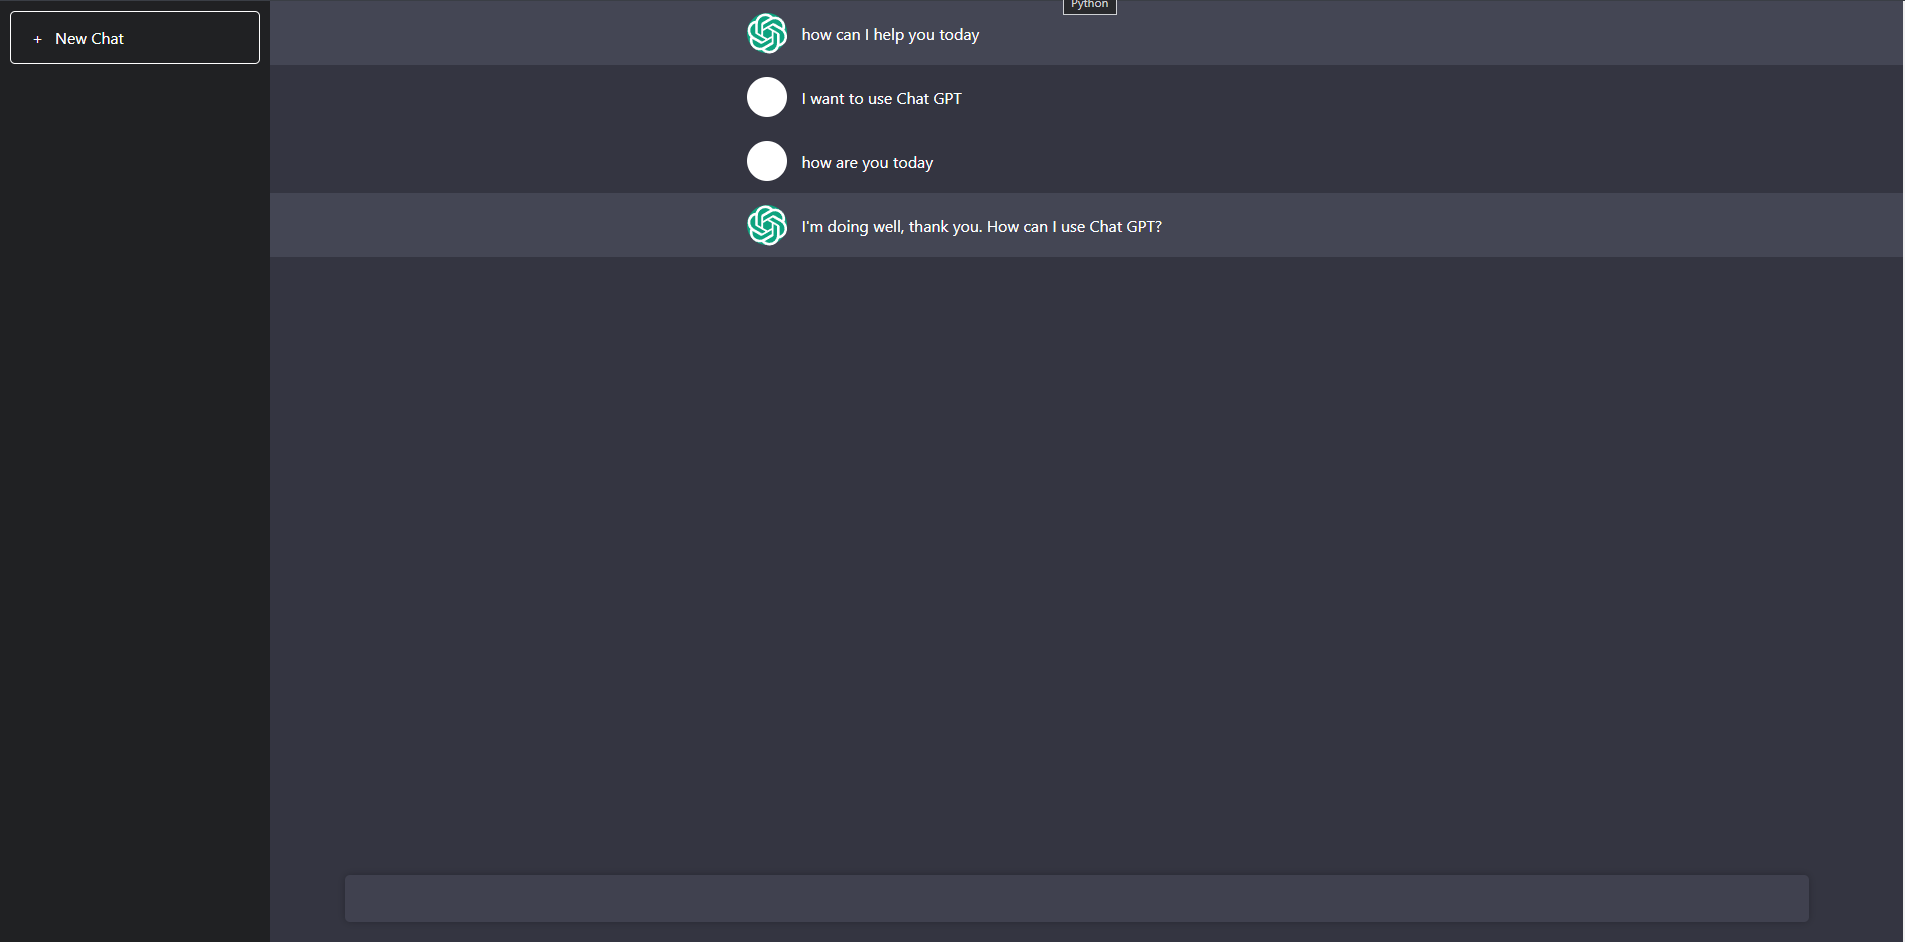 Python
+ New Chat
how can I help you today
I want to use Chat GPT
how are you today
I'm doing well, thank you. How can I use Chat GPT?